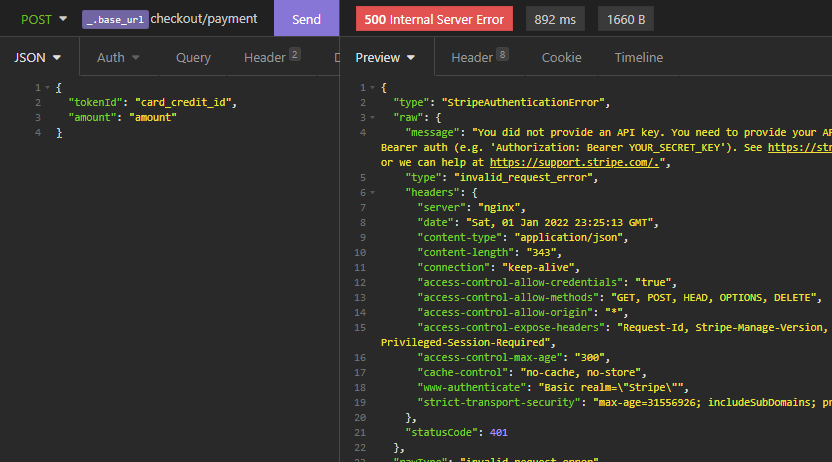 POST _.base_url checkout/payment Send 500 Internal Server Error 892 ms 1660 B
JSON Auth Query Header 2 Preview Header 8 Cookie Timeline
1 {
2 "tokenId": "card_credit_id",
3 "amount": "amount"
4 }
1 {
2 "type": "StripeAuthenticationError",
3 "raw": {
4 "message": "You did not provide an API key. You need to provide your AP
Bearer auth (e.g. 'Authorization: Bearer YOUR_SECRET_KEY'). See https://str
or we can help at https://support.stripe.com/.",
5 "type": "invalid_request_error",
6 "headers": {
7 "server": "nginx",
8 "date": "Sat, 01 Jan 2022 23:25:13 GMT",
9 "content-type": "application/json",
10 "content-length": "343",
11 "connection": "keep-alive",
12 "access-control-allow-credentials": "true",
13 "access-control-allow-methods": "GET, POST, HEAD, OPTIONS, DELETE",
14 "access-control-allow-origin": "*",
15 "access-control-expose-headers": "Request-Id, Stripe-Manage-Version,
Privileged-Session-Required",
16 "access-control-max-age": "300",
17 "cache-control": "no-cache, no-store",
18 "www-authenticate": "Basic realm=\"Stripe\"",
19 "strict-transport-security": "max-age=31556926; includeSubDomains; pr
20 },
21 "statusCode": 401
22 },
23 "rawType": "invalid_request_error",